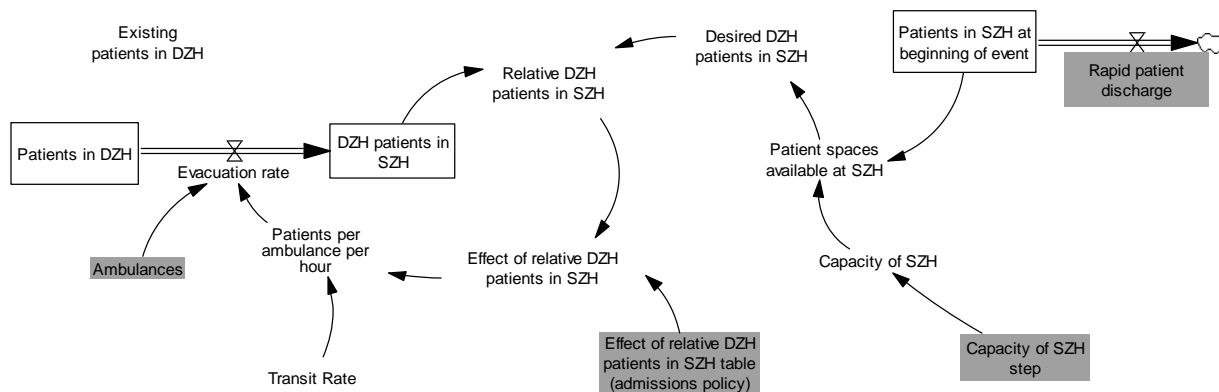 Existing
patients in DZH
Desired DZH
patients in SZH
Patients in SZH at
beginning of event
Rapid patient
discharge
Relative DZH
patients in SZH
Patients in DZH
Evacuation rate
DZH patients in
SZH
Patient spaces
available at SZH
Ambulances
Patients per
ambulance per
hour
Effect of relative DZH
patients in SZH
Capacity of SZH
Transit Rate
Effect of relative DZH
patients in SZH table
(admissions policy)
Capacity of SZH
step